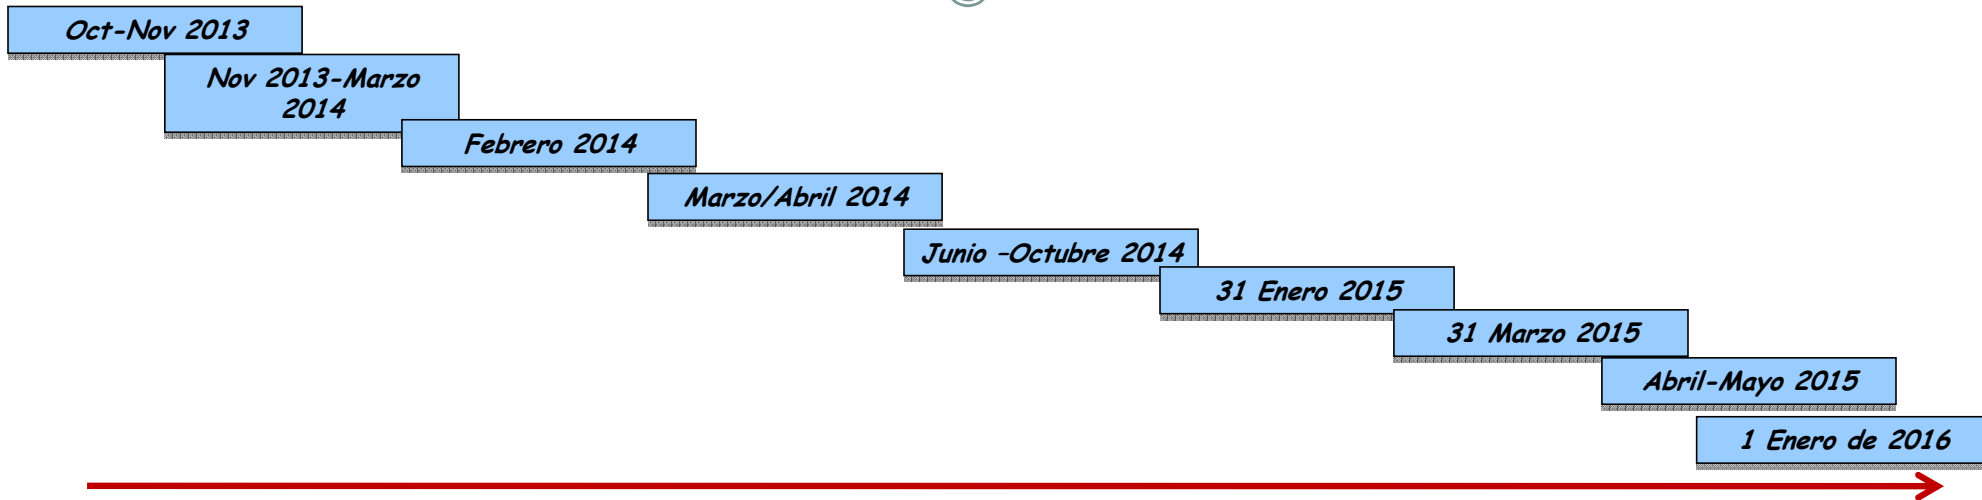 Oct-Nov 2013
Nov 2013-Marzo
2014
Febrero 2014
Marzo/Abril 2014
Junio –Octubre 2014
31 Enero 2015
31 Marzo 2015
Abril-Mayo 2015
1 Enero de 2016